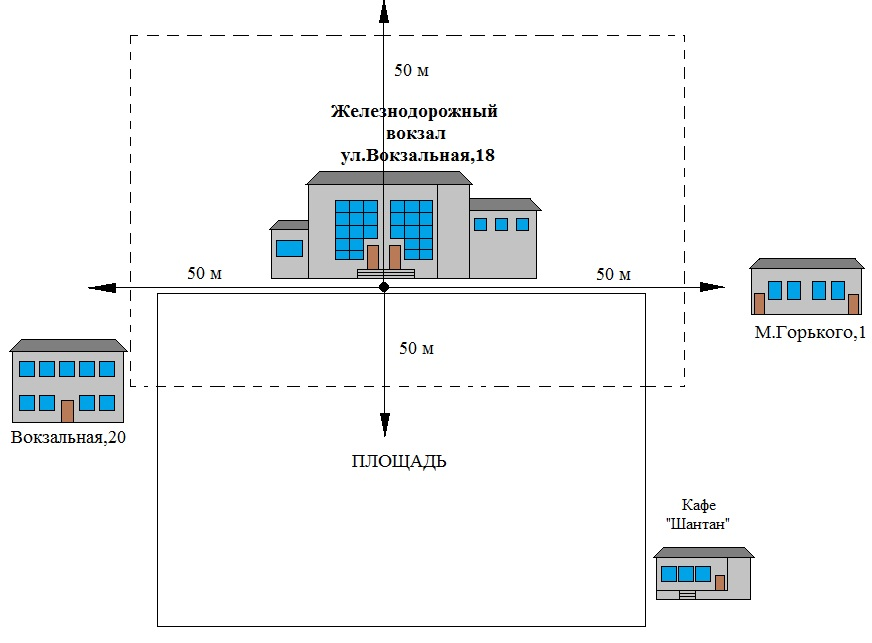 50 м
Железнодорожный
вокзал
ул.Вокзальная,18
50 м
50 м
М.Горького,1
50 м
Вокзальная,20
ПЛОЩАДЬ
Кафе
"Шантан"